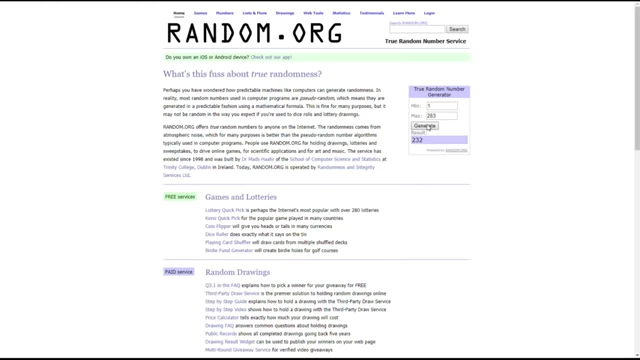 Home Games Numbers Lists & More Drawings Web Tools Statistics Testimonials Learn More Login
Search RANDOM.ORG
Search
RANDOM.ORG
True Random Number Service
Do you own an iOS or Android device? Check out our app!
What's this fuss about true randomness?
Perhaps you have wondered how predictable machines like computers can generate randomness. In
reality, most random numbers used in computer programs are pseudo-random, which means they are
generated in a predictable fashion using a mathematical formula. This is fine for many purposes, but it
may not be random in the way you expect if you're used to dice rolls and lottery drawings.
RANDOM.ORG offers true random numbers to anyone on the Internet. The randomness comes from
atmospheric noise, which for many purposes is better than the pseudo-random number algorithms
typically used in computer programs. People use RANDOM.ORG for holding drawings, lotteries and
sweepstakes, to drive online games, for scientific applications and for art and music. The service
has existed since 1998 and was built by Dr Mads Haahr of the School of Computer Science and Statistics at
Trinity College, Dublin in Ireland. Today, RANDOM.ORG is operated by Randomness and Integrity
Services Ltd.
True Random Number
Generator
Min: 1
Max: 283
Generate
Result:
232
Powered by RANDOM.ORG
FREE services
Games and Lotteries
Lottery Quick Pick is perhaps the Internet's most popular with over 280 lotteries
Keno Quick Pick for the popular game played in many countries
Coin Flipper will give you heads or tails in many currencies
Dice Roller does exactly what it says on the tin
Playing Card Shuffler will draw cards from multiple shuffled decks
Birdie Fund Generator will create birdie holes for golf courses
PAID service
Random Drawings
Q3.1 in the FAQ explains how to pick a winner for your giveaway for FREE
Third-Party Draw Service is the premier solution to holding random drawings online
Step by Step Guide explains how to hold a drawing with the Third-Party Draw Service
Step by Step Video shows how to hold a drawing with the Third-Party Draw Service
Price Calculator tells exactly how much your drawing will cost
Drawing FAQ answers common questions about holding drawings
Public Records shows all completed drawings going back five years
Drawing Result Widget can be used to publish your winners on your web page
Multi-Round Giveaway Service for verified video giveaways